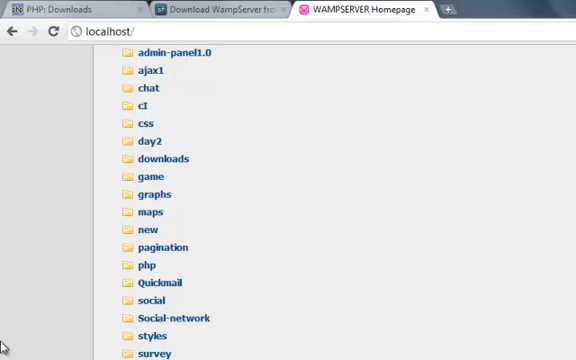 PHP: Downloads
Download WampServer from
WAMPSERVER Homepage
localhost/
admin-panel1.0
ajax1
chat
cI
css
day2
downloads
game
graphs
maps
new
pagination
php
Quickmail
social
Social-network
styles
survey